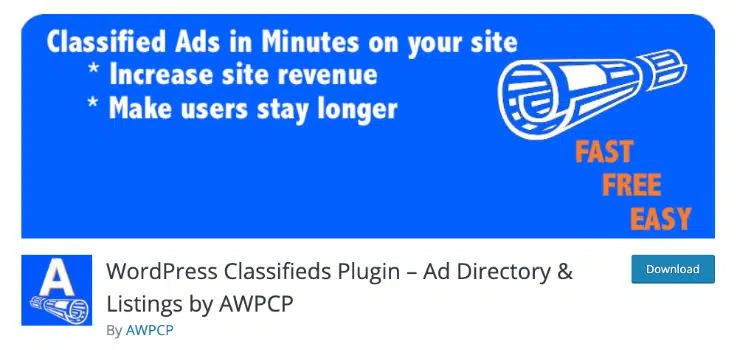 Classified Ads in Minutes on your site
* Increase site revenue
* Make users stay longer
FAST
FREE
EASY
A
WordPress Classifieds Plugin – Ad Directory &
Listings by AWPCP
By AWPCP
Download